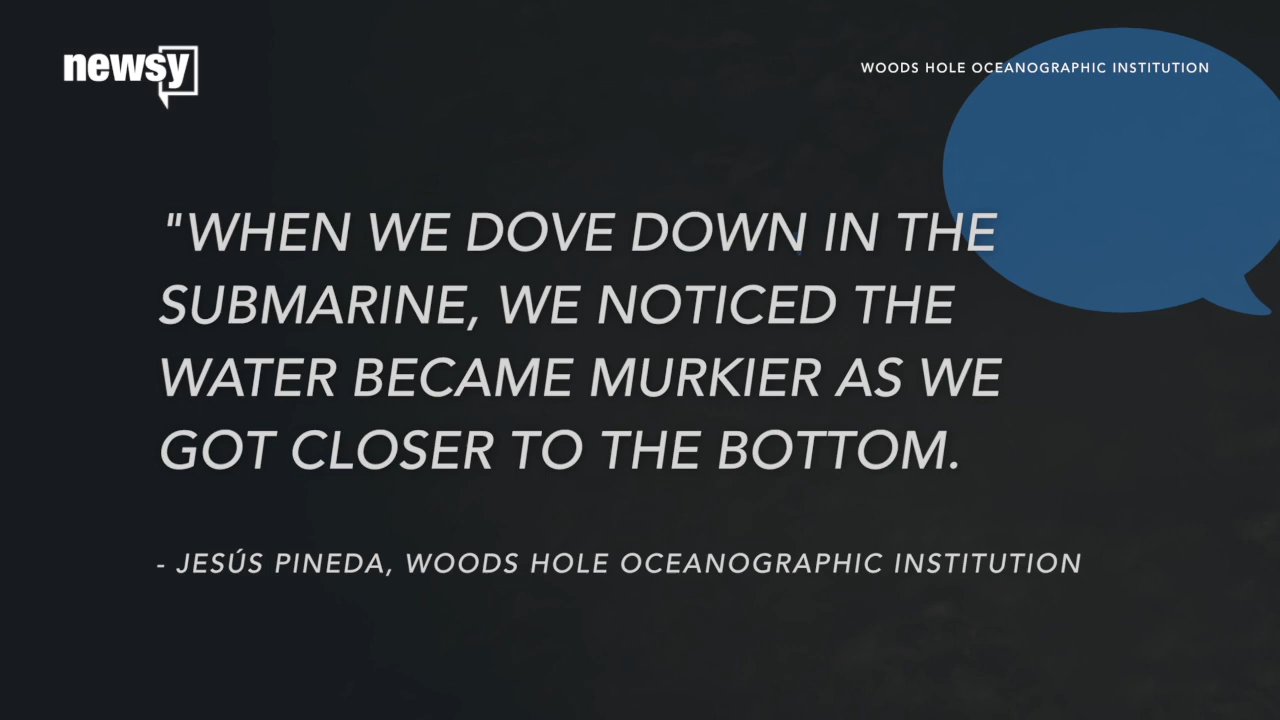 newsy
WOODS HOLE OCEANOGRAPHIC INSTITUTION
"WHEN WE DOVE DOWN IN THE
SUBMARINE, WE NOTICED THE
WATER BECAME MURKIER AS WE
GOT CLOSER TO THE BOTTOM.
- JESÚS PINEDA, WOODS HOLE OCEANOGRAPHIC INSTITUTION